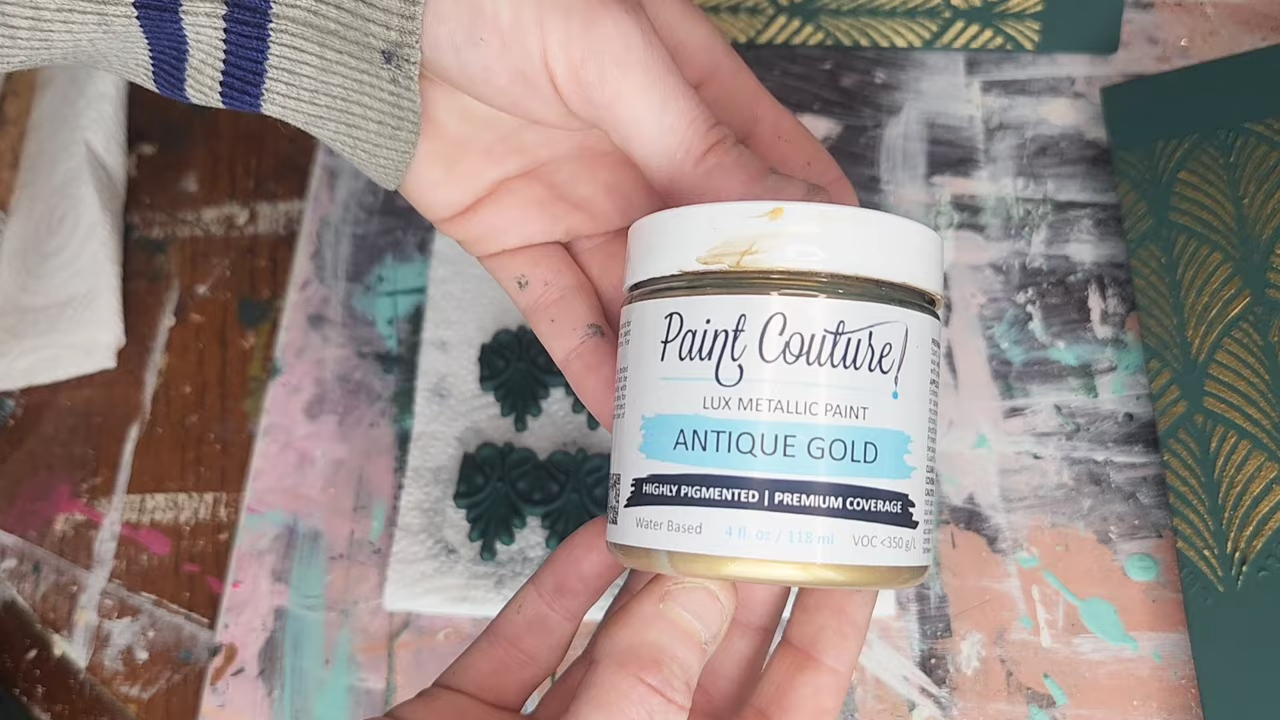 Paint Couture!
LUX METALLIC PAINT
ANTIQUE GOLD
HIGHLY PIGMENTED | PREMIUM COVERAGE
Water Based 4 fl. oz / 118 ml VOC <350 g/L